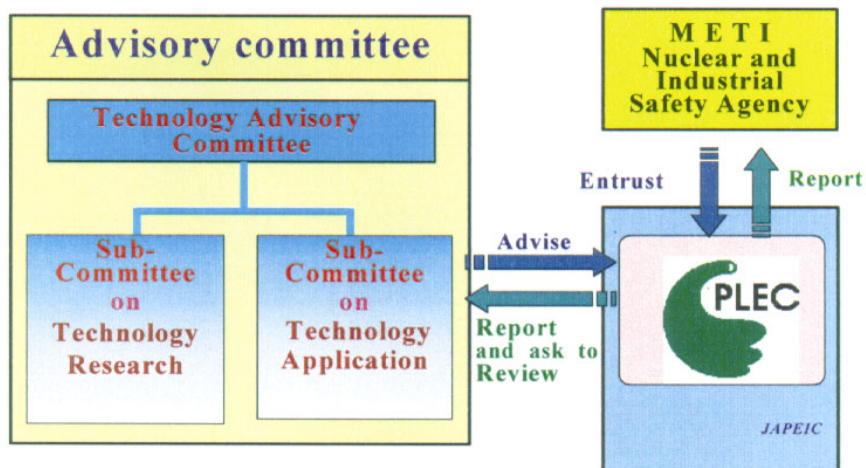 Advisory committee
Technology Advisory
Committee
Sub-
Committee
on
Technology
Research
Sub-
Committee
on
Technology
Application
METI
Nuclear and
Industrial
Safety Agency
Entrust
Report
Advise
Report
and ask to
Review
PLEC
JAPEIC